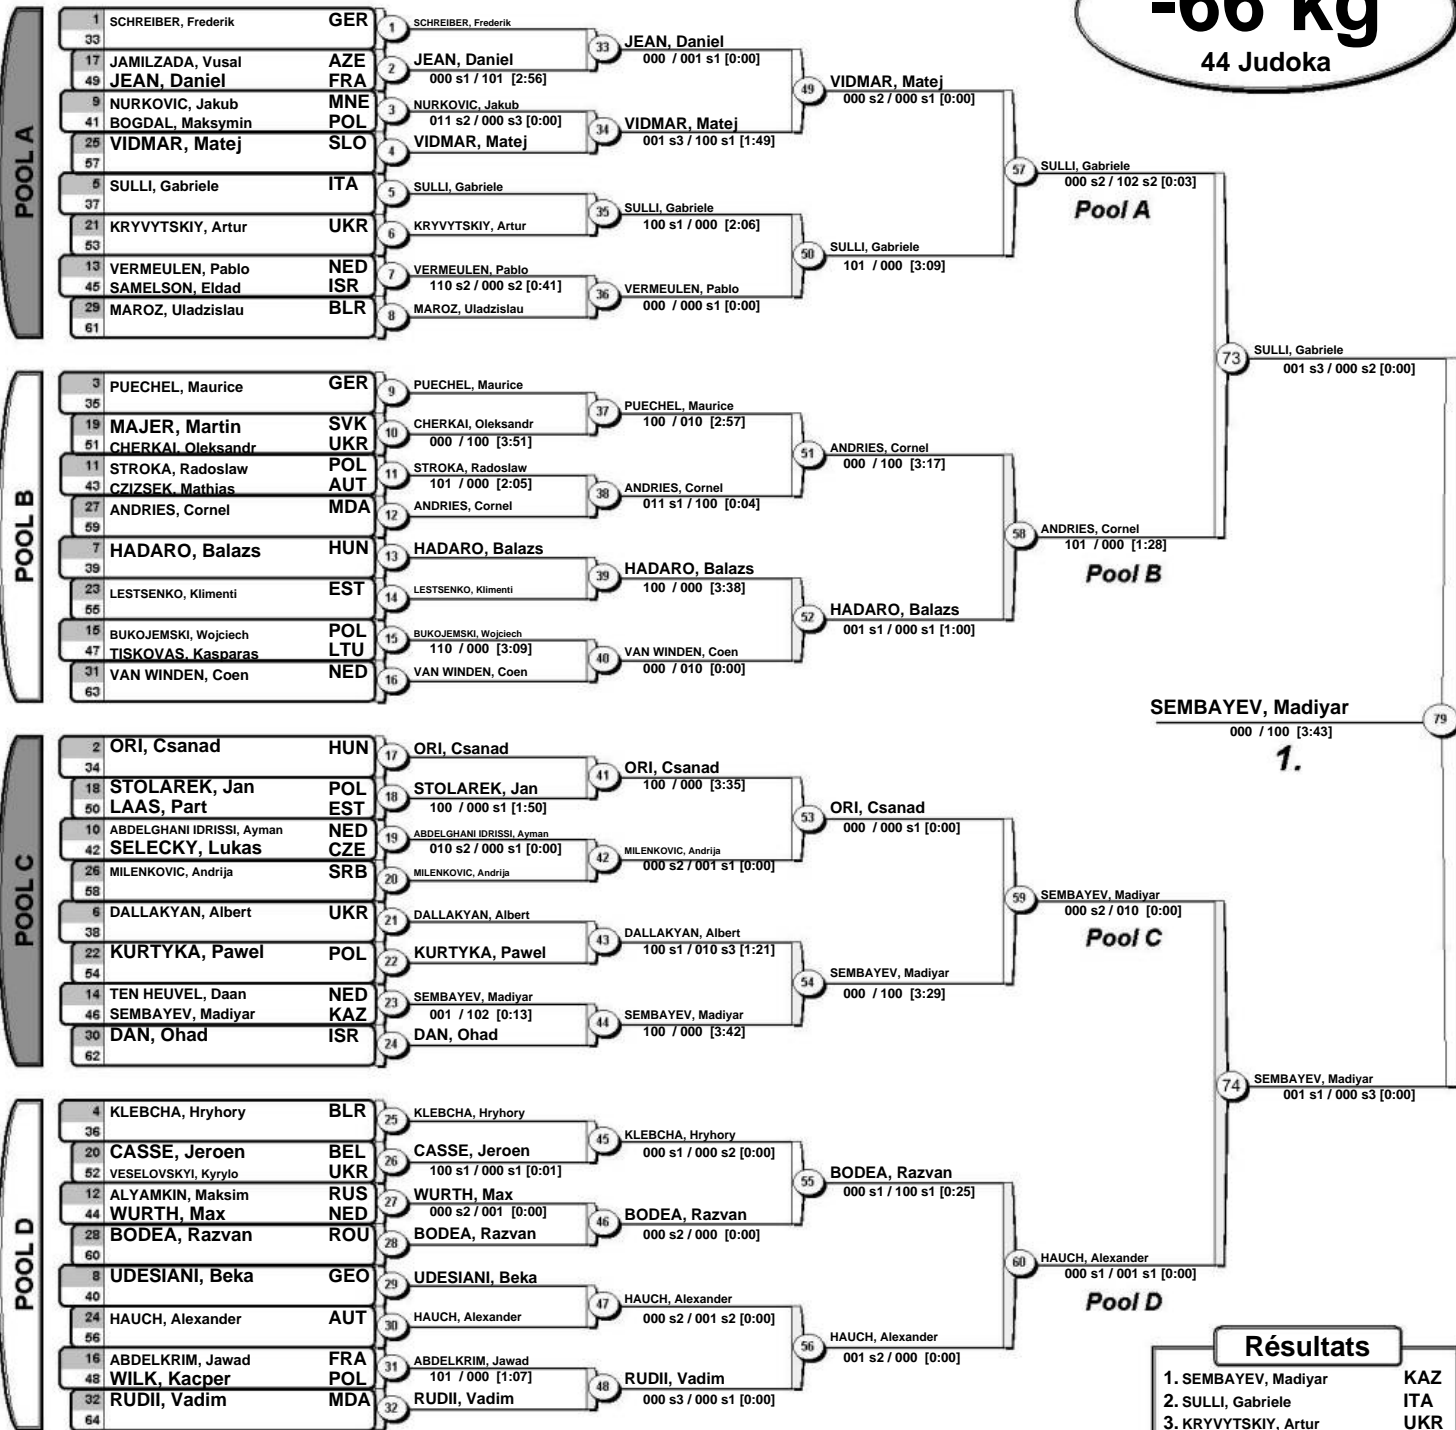 -66 kg
44 Judoka
POOL A
1 SCHREIBER, Frederik GER
33
17 JAMILZADA, Vusal AZE
49 JEAN, Daniel FRA
9 NURKOVIC, Jakub MNE
41 BOGDAL, Maksymin POL
25 VIDMAR, Matej SLO
57
5 SULLI, Gabriele ITA
37
21 KRYVYTSKIY, Artur UKR
53
13 VERMEULEN, Pablo NED
45 SAMELSON, Eldad ISR
29 MAROZ, Uladzislau BLR
61
1 SCHREIBER, Frederik
2 JEAN, Daniel
000 s1 / 101 [2:56]
3 NURKOVIC, Jakub
011 s2 / 000 s3 [0:00]
4 VIDMAR, Matej
5 SULLI, Gabriele
6 KRYVYTSKIY, Artur
7 VERMEULEN, Pablo
110 s2 / 000 s2 [0:41]
8 MAROZ, Uladzislau
33 JEAN, Daniel
000 / 001 s1 [0:00]
34 VIDMAR, Matej
001 s3 / 100 s1 [1:49]
35 SULLI, Gabriele
100 s1 / 000 [2:06]
36 VERMEULEN, Pablo
000 / 000 s1 [0:00]
49 VIDMAR, Matej
000 s2 / 000 s1 [0:00]
50 SULLI, Gabriele
101 / 000 [3:09]
57 SULLI, Gabriele
000 s2 / 102 s2 [0:03]
Pool A
POOL B
3 PUECHEL, Maurice GER
35
19 MAJER, Martin SVK
51 CHERKAI, Oleksandr UKR
11 STROKA, Radoslaw POL
43 CZIZSEK, Mathias AUT
27 ANDRIES, Cornel MDA
59
7 HADARO, Balazs HUN
39
23 LESTSENKO, Klimenti EST
55
15 BUKOJEMSKI, Wojciech POL
47 TISKOVAS, Kasparas LTU
31 VAN WINDEN, Coen NED
63
9 PUECHEL, Maurice
10 CHERKAI, Oleksandr
000 / 100 [3:51]
11 STROKA, Radoslaw
101 / 000 [2:05]
12 ANDRIES, Cornel
13 HADARO, Balazs
14 LESTSENKO, Klimenti
15 BUKOJEMSKI, Wojciech
110 / 000 [3:09]
16 VAN WINDEN, Coen
37 PUECHEL, Maurice
100 / 010 [2:57]
38 ANDRIES, Cornel
011 s1 / 100 [0:04]
39 HADARO, Balazs
100 / 000 [3:38]
40 VAN WINDEN, Coen
000 / 010 [0:00]
51 ANDRIES, Cornel
000 / 100 [3:17]
52 HADARO, Balazs
001 s1 / 000 s1 [1:00]
58 ANDRIES, Cornel
101 / 000 [1:28]
Pool B
73 SULLI, Gabriele
001 s3 / 000 s2 [0:00]
SEMBAYEV, Madiyar 79
000 / 100 [3:43]
1.
POOL C
2 ORI, Csanad HUN
34
18 STOLAREK, Jan POL
50 LAAS, Part EST
10 ABDELGHANI IDRISSI, Ayman NED
42 SELECKY, Lukas CZE
26 MILENKOVIC, Andrija SRB
58
6 DALLAKYAN, Albert UKR
38
22 KURTYKA, Pawel POL
54
14 TEN HEUVEL, Daan NED
46 SEMBAYEV, Madiyar KAZ
30 DAN, Ohad ISR
62
17 ORI, Csanad
18 STOLAREK, Jan
100 / 000 s1 [1:50]
19 ABDELGHANI IDRISSI, Ayman
010 s2 / 000 s1 [0:00]
20 MILENKOVIC, Andrija
21 DALLAKYAN, Albert
22 KURTYKA, Pawel
23 SEMBAYEV, Madiyar
001 / 102 [0:13]
24 DAN, Ohad
41 ORI, Csanad
100 / 000 [3:35]
42 MILENKOVIC, Andrija
000 s2 / 001 s1 [0:00]
43 DALLAKYAN, Albert
100 s1 / 010 s3 [1:21]
44 SEMBAYEV, Madiyar
100 / 000 [3:42]
53 ORI, Csanad
000 / 000 s1 [0:00]
54 SEMBAYEV, Madiyar
000 / 100 [3:29]
59 SEMBAYEV, Madiyar
000 s2 / 010 [0:00]
Pool C
74 SEMBAYEV, Madiyar
001 s1 / 000 s3 [0:00]
POOL D
4 KLEBCHA, Hryhory BLR
36
20 CASSE, Jeroen BEL
52 VESELOVSKYI, Kyrylo UKR
12 ALYAMKIN, Maksim RUS
44 WURTH, Max NED
28 BODEA, Razvan ROU
60
8 UDESIANI, Beka GEO
40
24 HAUCH, Alexander AUT
56
16 ABDELKRIM, Jawad FRA
48 WILK, Kacper POL
32 RUDII, Vadim MDA
64
25 KLEBCHA, Hryhory
26 CASSE, Jeroen
100 s1 / 000 s1 [0:01]
27 WURTH, Max
000 s2 / 001 [0:00]
28 BODEA, Razvan
29 UDESIANI, Beka
30 HAUCH, Alexander
31 ABDELKRIM, Jawad
101 / 000 [1:07]
32 RUDII, Vadim
45 KLEBCHA, Hryhory
000 s1 / 000 s2 [0:00]
46 BODEA, Razvan
000 s2 / 000 [0:00]
47 HAUCH, Alexander
000 s2 / 001 s2 [0:00]
48 RUDII, Vadim
000 s3 / 000 s1 [0:00]
55 BODEA, Razvan
000 s1 / 100 s1 [0:25]
56 HAUCH, Alexander
001 s2 / 000 [0:00]
60 HAUCH, Alexander
000 s1 / 001 s1 [0:00]
Pool D
Résultats
1. SEMBAYEV, Madiyar KAZ
2. SULLI, Gabriele ITA
3. KRYVYTSKIY, Artur UKR